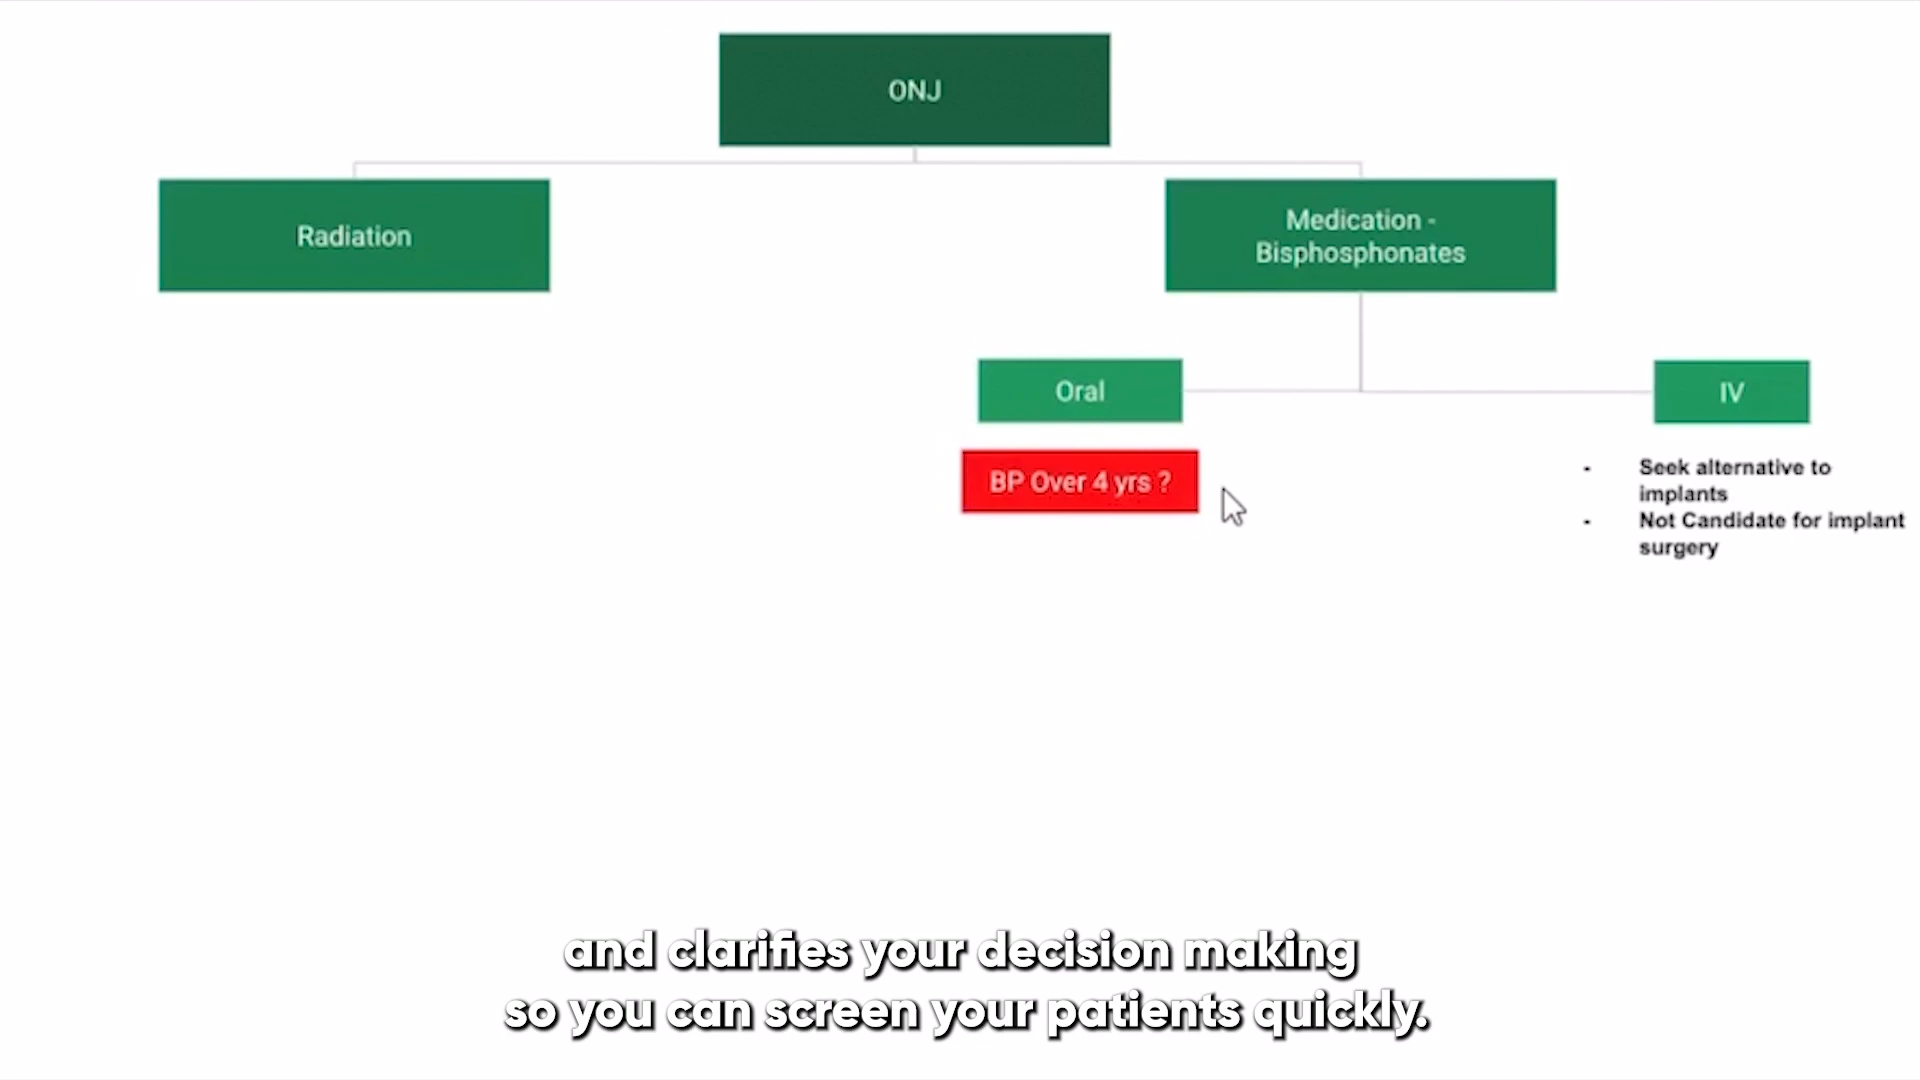 ONJ
Radiation
Medication -
Bisphosphonates
Oral
IV
BP Over 4 yrs ?
- Seek alternative to
implants
- Not Candidate for implant
surgery
and clarifies your decision making
so you can screen your patients quickly.